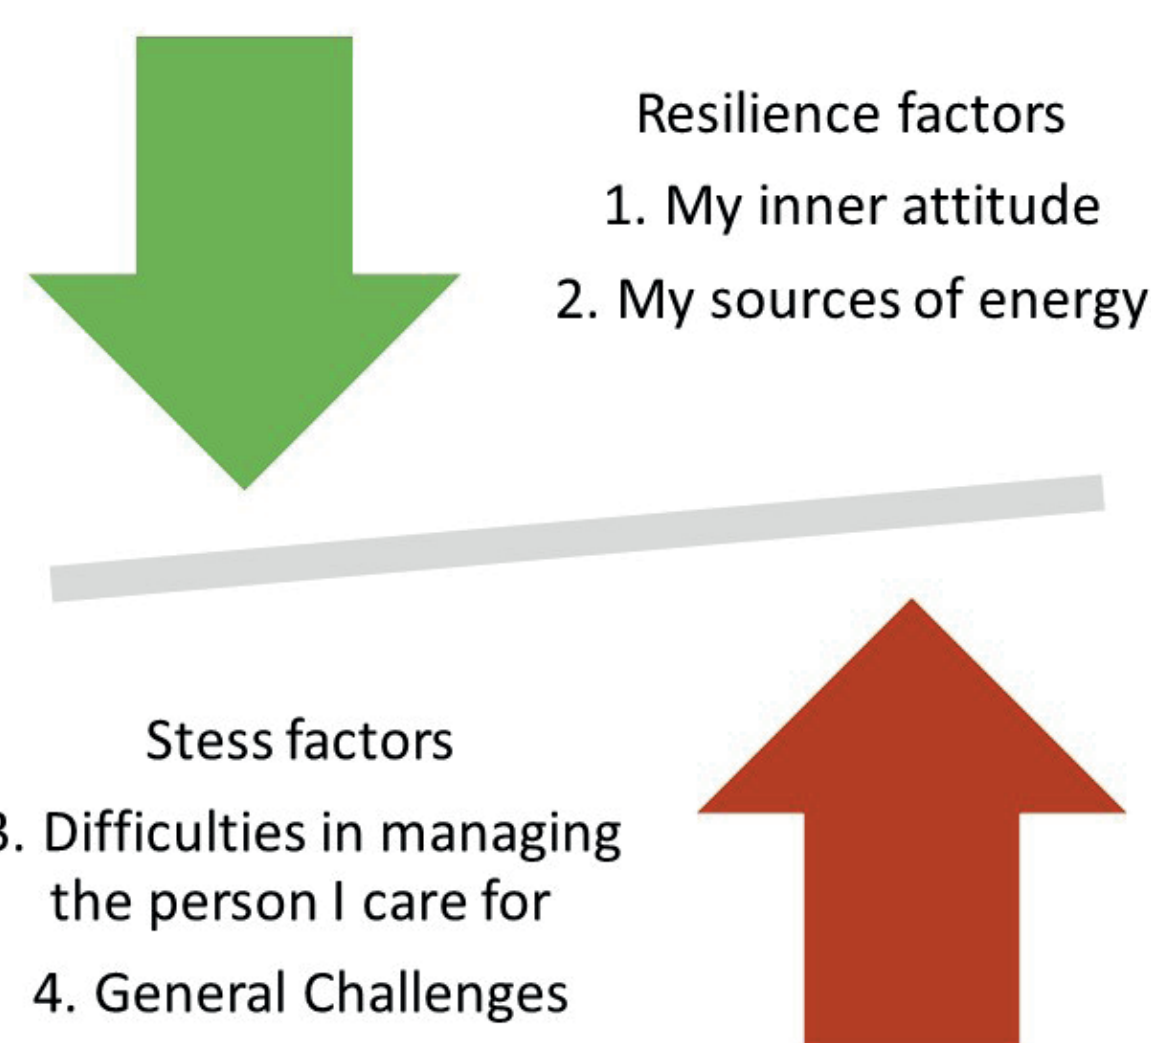 Resilience factors
1. My inner attitude
2. My sources of energy
Stess factors
3. Difficulties in managing
the person I care for
4. General Challenges